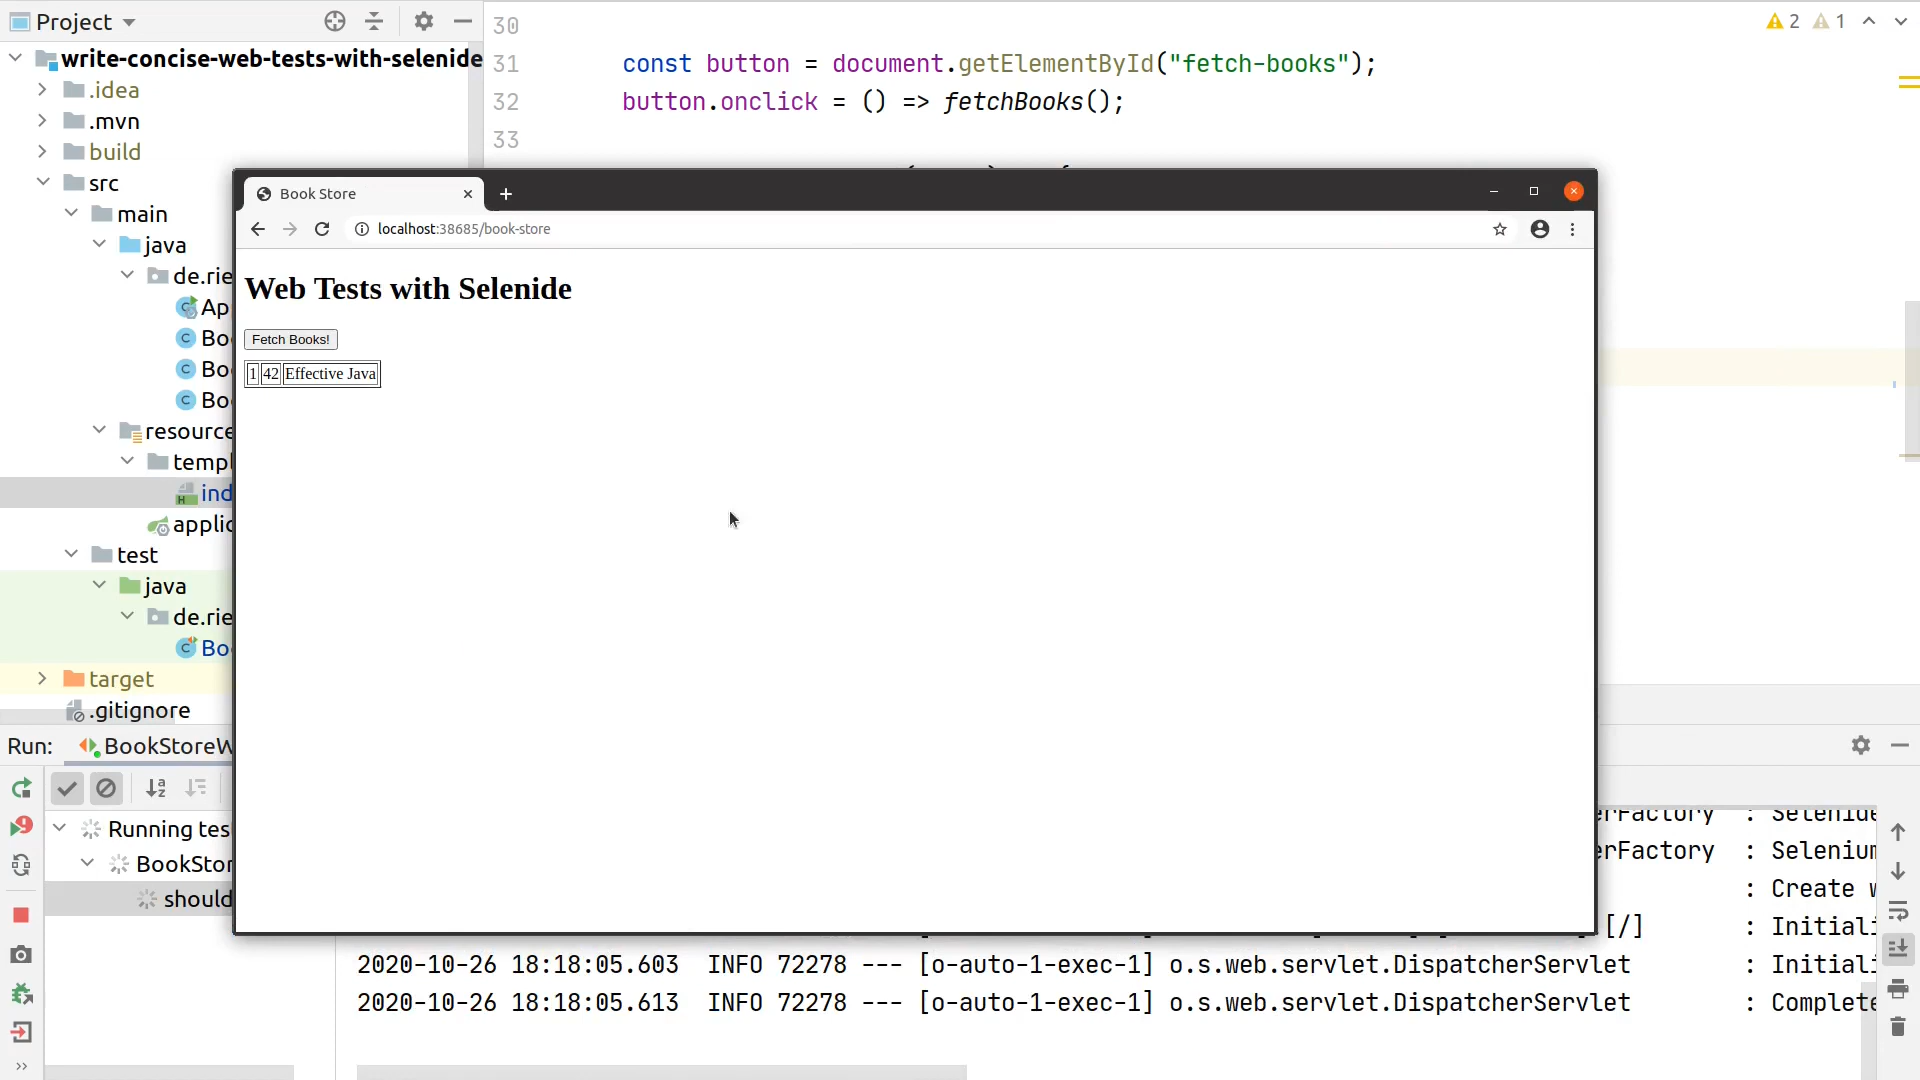 Project
write-concise-web-tests-with-selenide
.idea
.mvn
build
src
main
java
de.rie
Ap
Bo
Bo
Bo
resource
templ
ind
applic
test
java
de.rie
Bo
target
.gitignore
30
31 const button = document.getElementById("fetch-books");
32 button.onclick = () => fetchBooks();
33
2 1
Book Store
localhost:38685/book-store
Web Tests with Selenide
Fetch Books!
1 42 Effective Java
Run: BookStoreW
Running tes
BookStor
should
erFactory : Selenide
erFactory : Selenium
: Create w
[/] : Initiali
2020-10-26 18:18:05.603 INFO 72278 --- [o-auto-1-exec-1] o.s.web.servlet.DispatcherServlet : Initiali
2020-10-26 18:18:05.613 INFO 72278 --- [o-auto-1-exec-1] o.s.web.servlet.DispatcherServlet : Complete